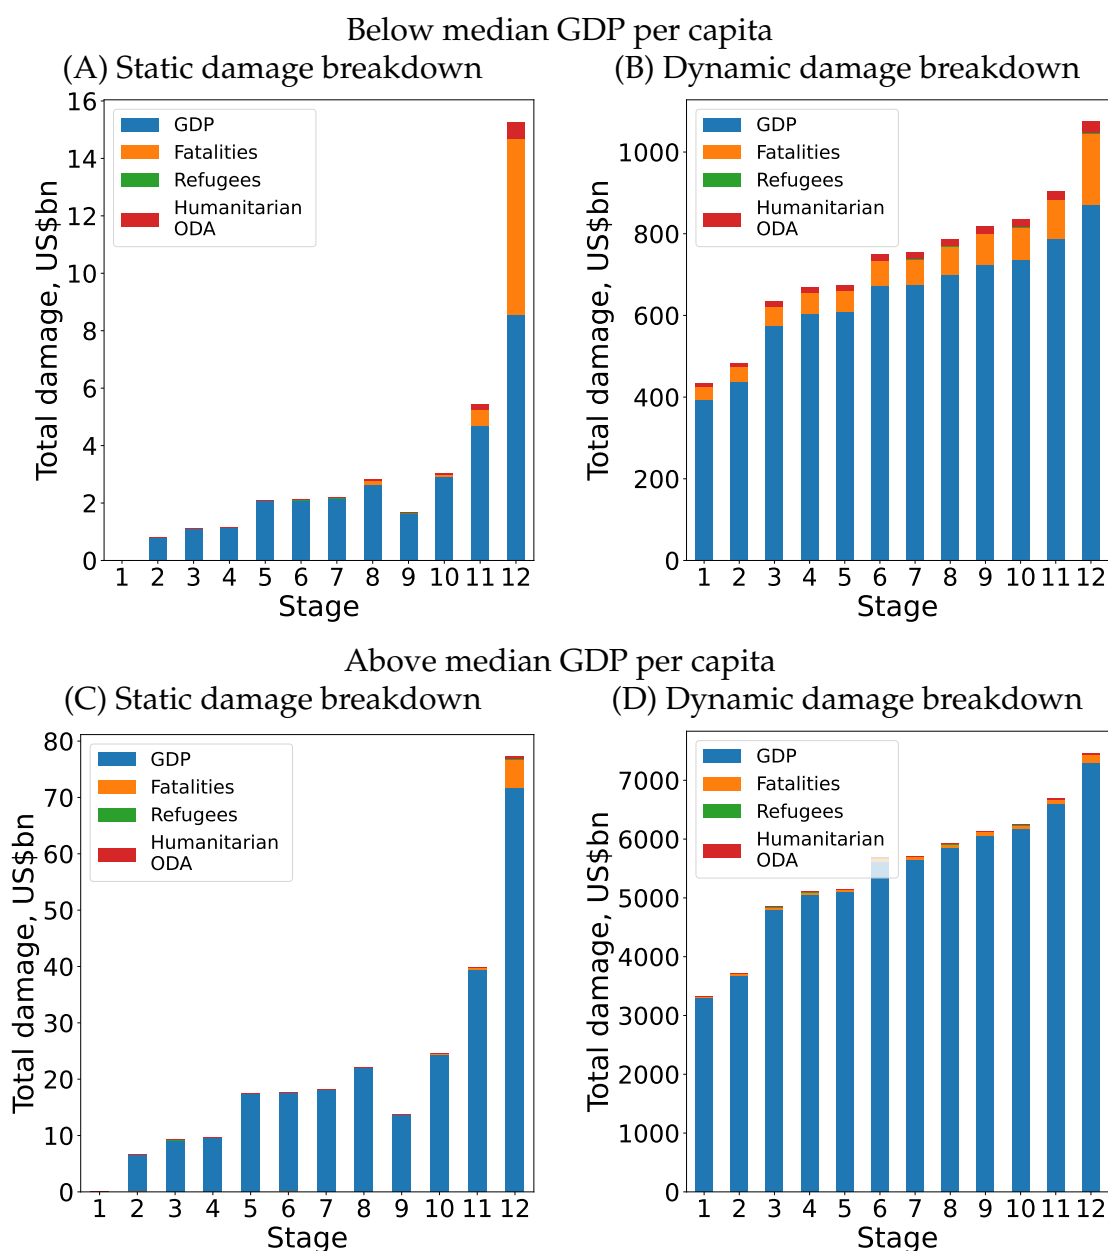 Below median GDP per capita
(A) Static damage breakdown
Total damage, US$bn
16
14
12
10
8
6
4
2
0
GDP
Fatalities
Refugees
Humanitarian
ODA
1 2 3 4 5 6 7 8 9 10 11 12
Stage
(B) Dynamic damage breakdown
Total damage, US$bn
1000
800
600
400
200
0
GDP
Fatalities
Refugees
Humanitarian
ODA
1 2 3 4 5 6 7 8 9 10 11 12
Stage
Above median GDP per capita
(C) Static damage breakdown
Total damage, US$bn
80
70
60
50
40
30
20
10
0
GDP
Fatalities
Refugees
Humanitarian
ODA
1 2 3 4 5 6 7 8 9 10 11 12
Stage
(D) Dynamic damage breakdown
Total damage, US$bn
7000
6000
5000
4000
3000
2000
1000
0
GDP
Fatalities
Refugees
Humanitarian
ODA
1 2 3 4 5 6 7 8 9 10 11 12
Stage